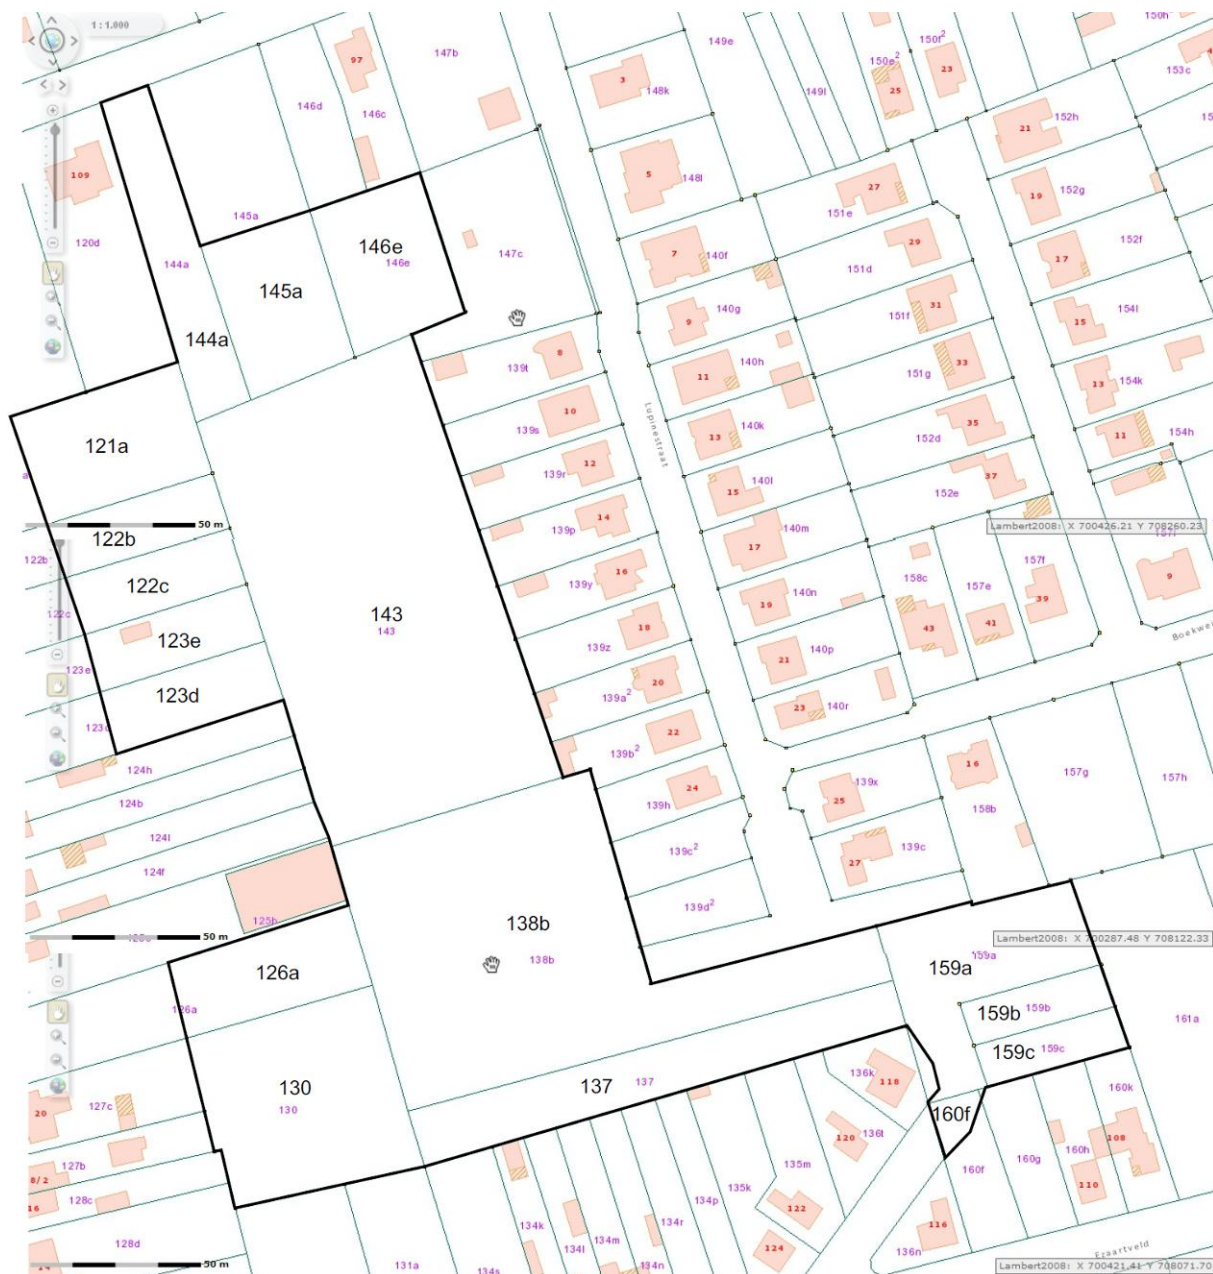 1 : 1.000
147b
149e
150h
150e²
150f²
153c
97
3
148k
149l
25
23
146d
146c
21
152h
109
5
148l
27
19
152g
145a
151e
120d
144a
146e
146e
147c
7
140f
29
151d
17
152f
145a
140g
9
31
151f
15
154l
144a
139t
8
11
140h
33
151g
13
154k
Lupinestraat
10
139s
13
140k
35
152d
11
154h
121a
139r
12
15
140l
37
152e
50 m
14
139p
17
140m
Lambert2008: X 700426.21 Y 708260.23
122b
122b
122c
122c
16
139y
19
140n
158c
157e
157f
39
9
143
143
18
139z
43
41
Boekwei
123e
123e
21
140p
123d
139a²
20
23
140r
22
139b²
124h
139x
16
157g
157h
124b
139h
24
25
158b
124l
139c²
27
139c
124f
139d²
125h
138b
138b
50 m
Lambert2008: X 700287.48 Y 708122.33
126a
126a
159a
159a
159b
159b
161a
159c
159c
130
130
137
137
136k
118
160k
20
127c
160f
120
136t
108
127b
8/2
135m
160f
160g
160h
110
16
128c
134p
135k
122
116
128d
134k
134l
134m
134r
124
136n
Ezaartveld
50 m
131a
134s
134n
Lambert2008: X 700421.41 Y 708071.70